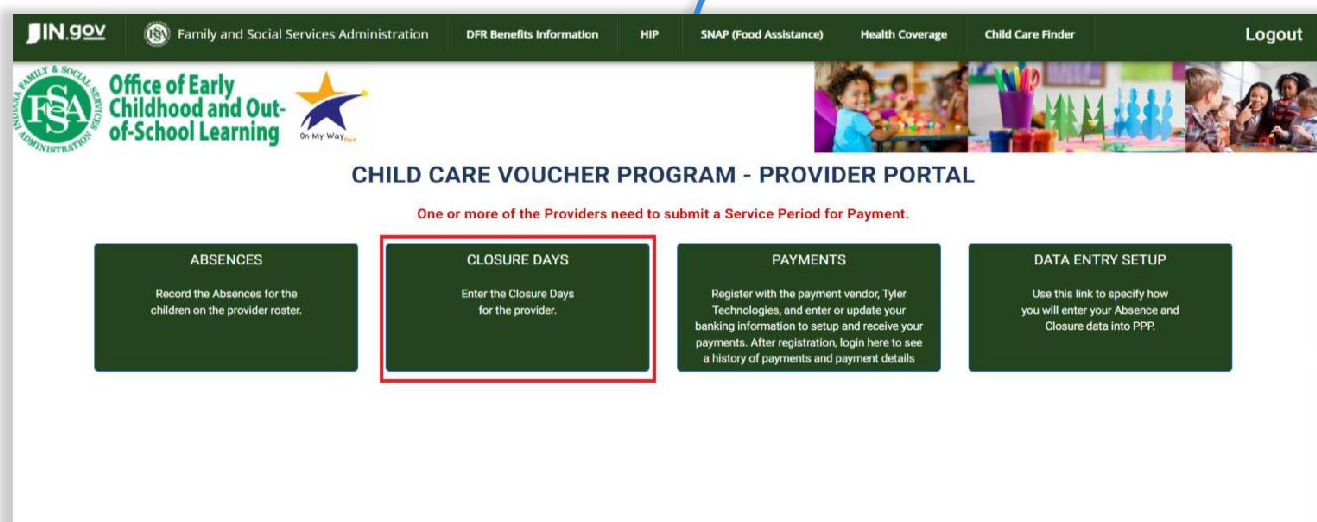 IN.gov
Family and Social Services Administration
DFR Benefits Information
HIP
SNAP (Food Assistance)
Health Coverage
Child Care Finder
Logout
INDIANA FAMILY & SOCIAL SERVICES ADMINISTRATION
FSSA
Office of Early
Childhood and Out-
of-School Learning
On My Way
CHILD CARE VOUCHER PROGRAM - PROVIDER PORTAL
One or more of the Providers need to submit a Service Period for Payment.
ABSENCES
Record the Absences for the
children on the provider roster.
CLOSURE DAYS
Enter the Closure Days
for the provider.
PAYMENTS
Register with the payment vendor, Tyler
Technologies, and enter or update your
banking information to setup and receive your
payments. After registration, login here to see
a history of payments and payment details
DATA ENTRY SETUP
Use this link to specify how
you will enter your Absence and
Closure data into PPP.